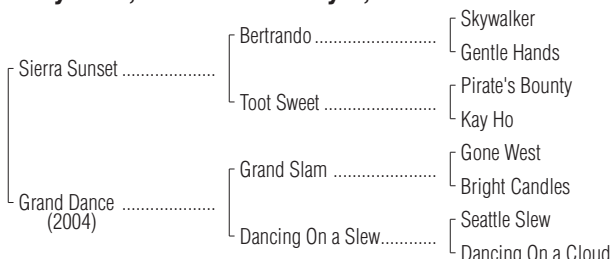 Skywalker
Bertrando ............................
Gentle Hands
Sierra Sunset .....................
Pirate's Bounty
Toot Sweet .........................
Kay Ho
Gone West
Grand Slam .......................
Bright Candles
Grand Dance .....................
(2004)
Seattle Slew
Dancing On a Slew............
Dancing On a Cloud